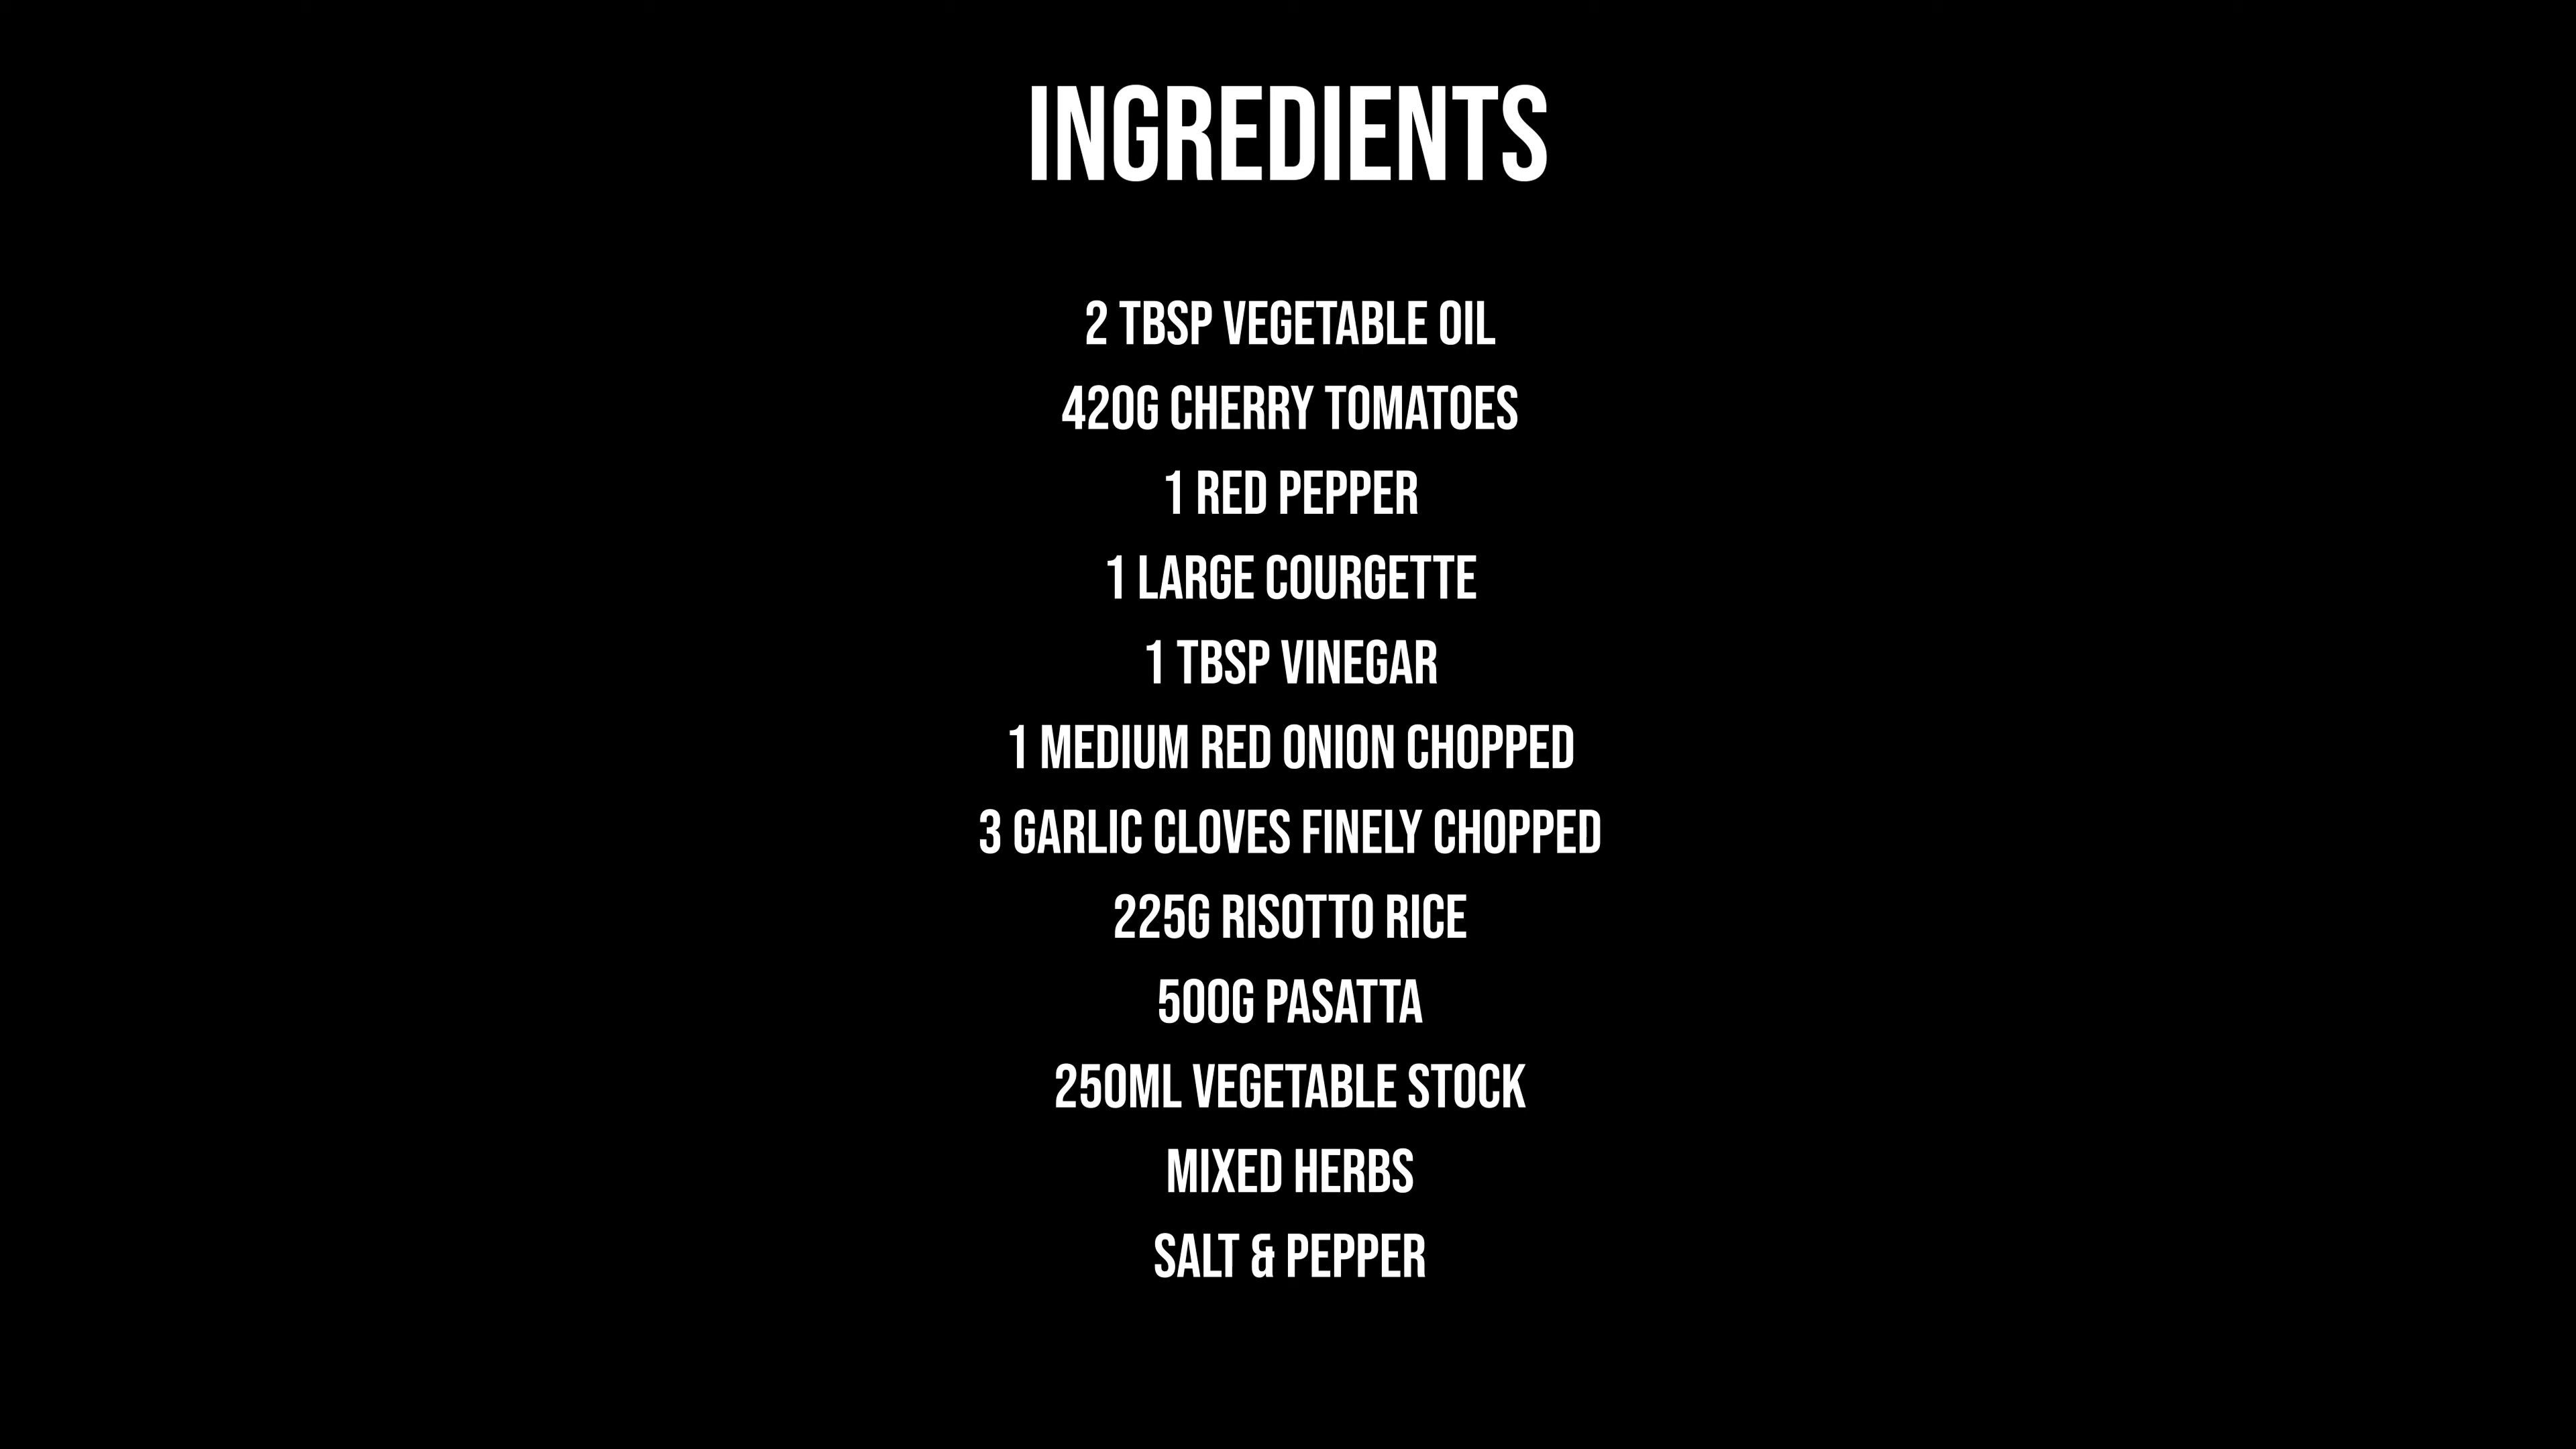 INGREDIENTS
2 TBSP VEGETABLE OIL
420G CHERRY TOMATOES
1 RED PEPPER
1 LARGE COURGETTE
1 TBSP VINEGAR
1 MEDIUM RED ONION CHOPPED
3 GARLIC CLOVES FINELY CHOPPED
225G RISOTTO RICE
500G PASATTA
250ML VEGETABLE STOCK
MIXED HERBS
SALT & PEPPER